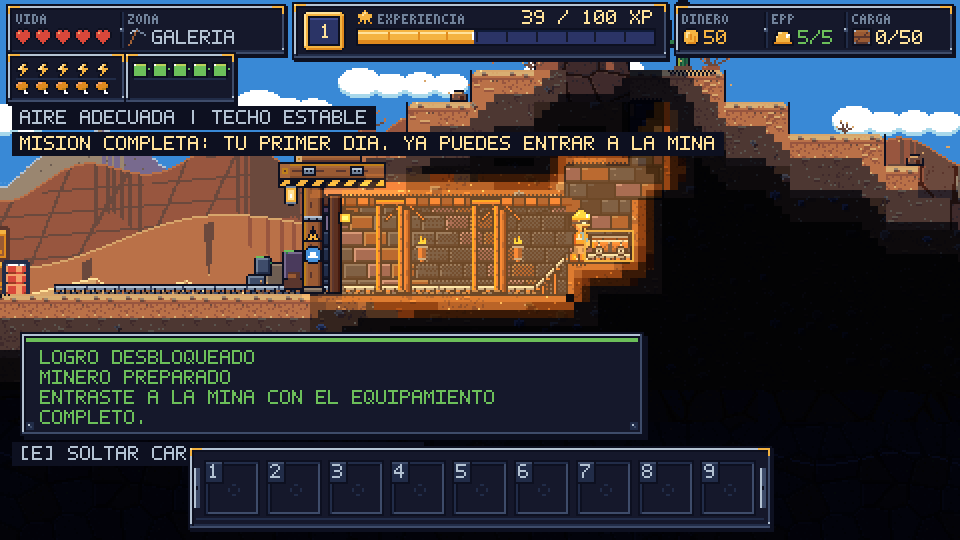 VIDA
ZONA
GALERIA
1
EXPERIENCIA
39 / 100 XP
DINERO
50
EPP
5/5
CARGA
0/50
AIRE ADECUADA | TECHO ESTABLE
MISION COMPLETA: TU PRIMER DIA. YA PUEDES ENTRAR A LA MINA
LOGRO DESBLOQUEADO
MINERO PREPARADO
ENTRASTE A LA MINA CON EL EQUIPAMIENTO
COMPLETO.
[E] SOLTAR CAR
1 2 3 4 5 6 7 8 9